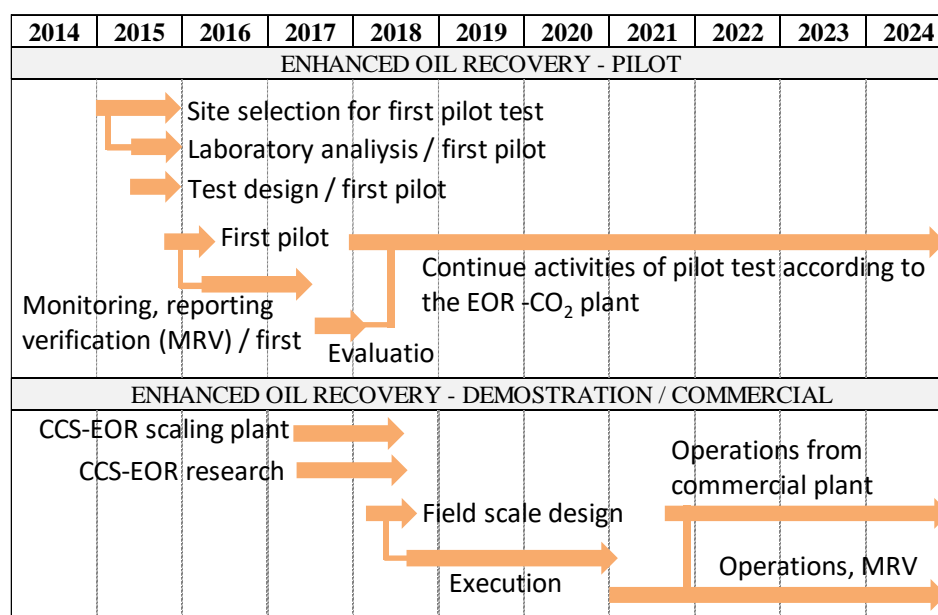 2014 2015 2016 2017 2018 2019 2020 2021 2022 2023 2024
ENHANCED OIL RECOVERY - PILOT
Site selection for first pilot test
Laboratory analiysis / first pilot
Test design / first pilot
First pilot
Continue activities of pilot test according to
the EOR -CO₂ plant
Monitoring, reporting
verification (MRV) / first
Evaluatio
ENHANCED OIL RECOVERY - DEMOSTRATION / COMMERCIAL
CCS-EOR scaling plant
CCS-EOR research
Operations from
commercial plant
Field scale design
Execution
Operations, MRV